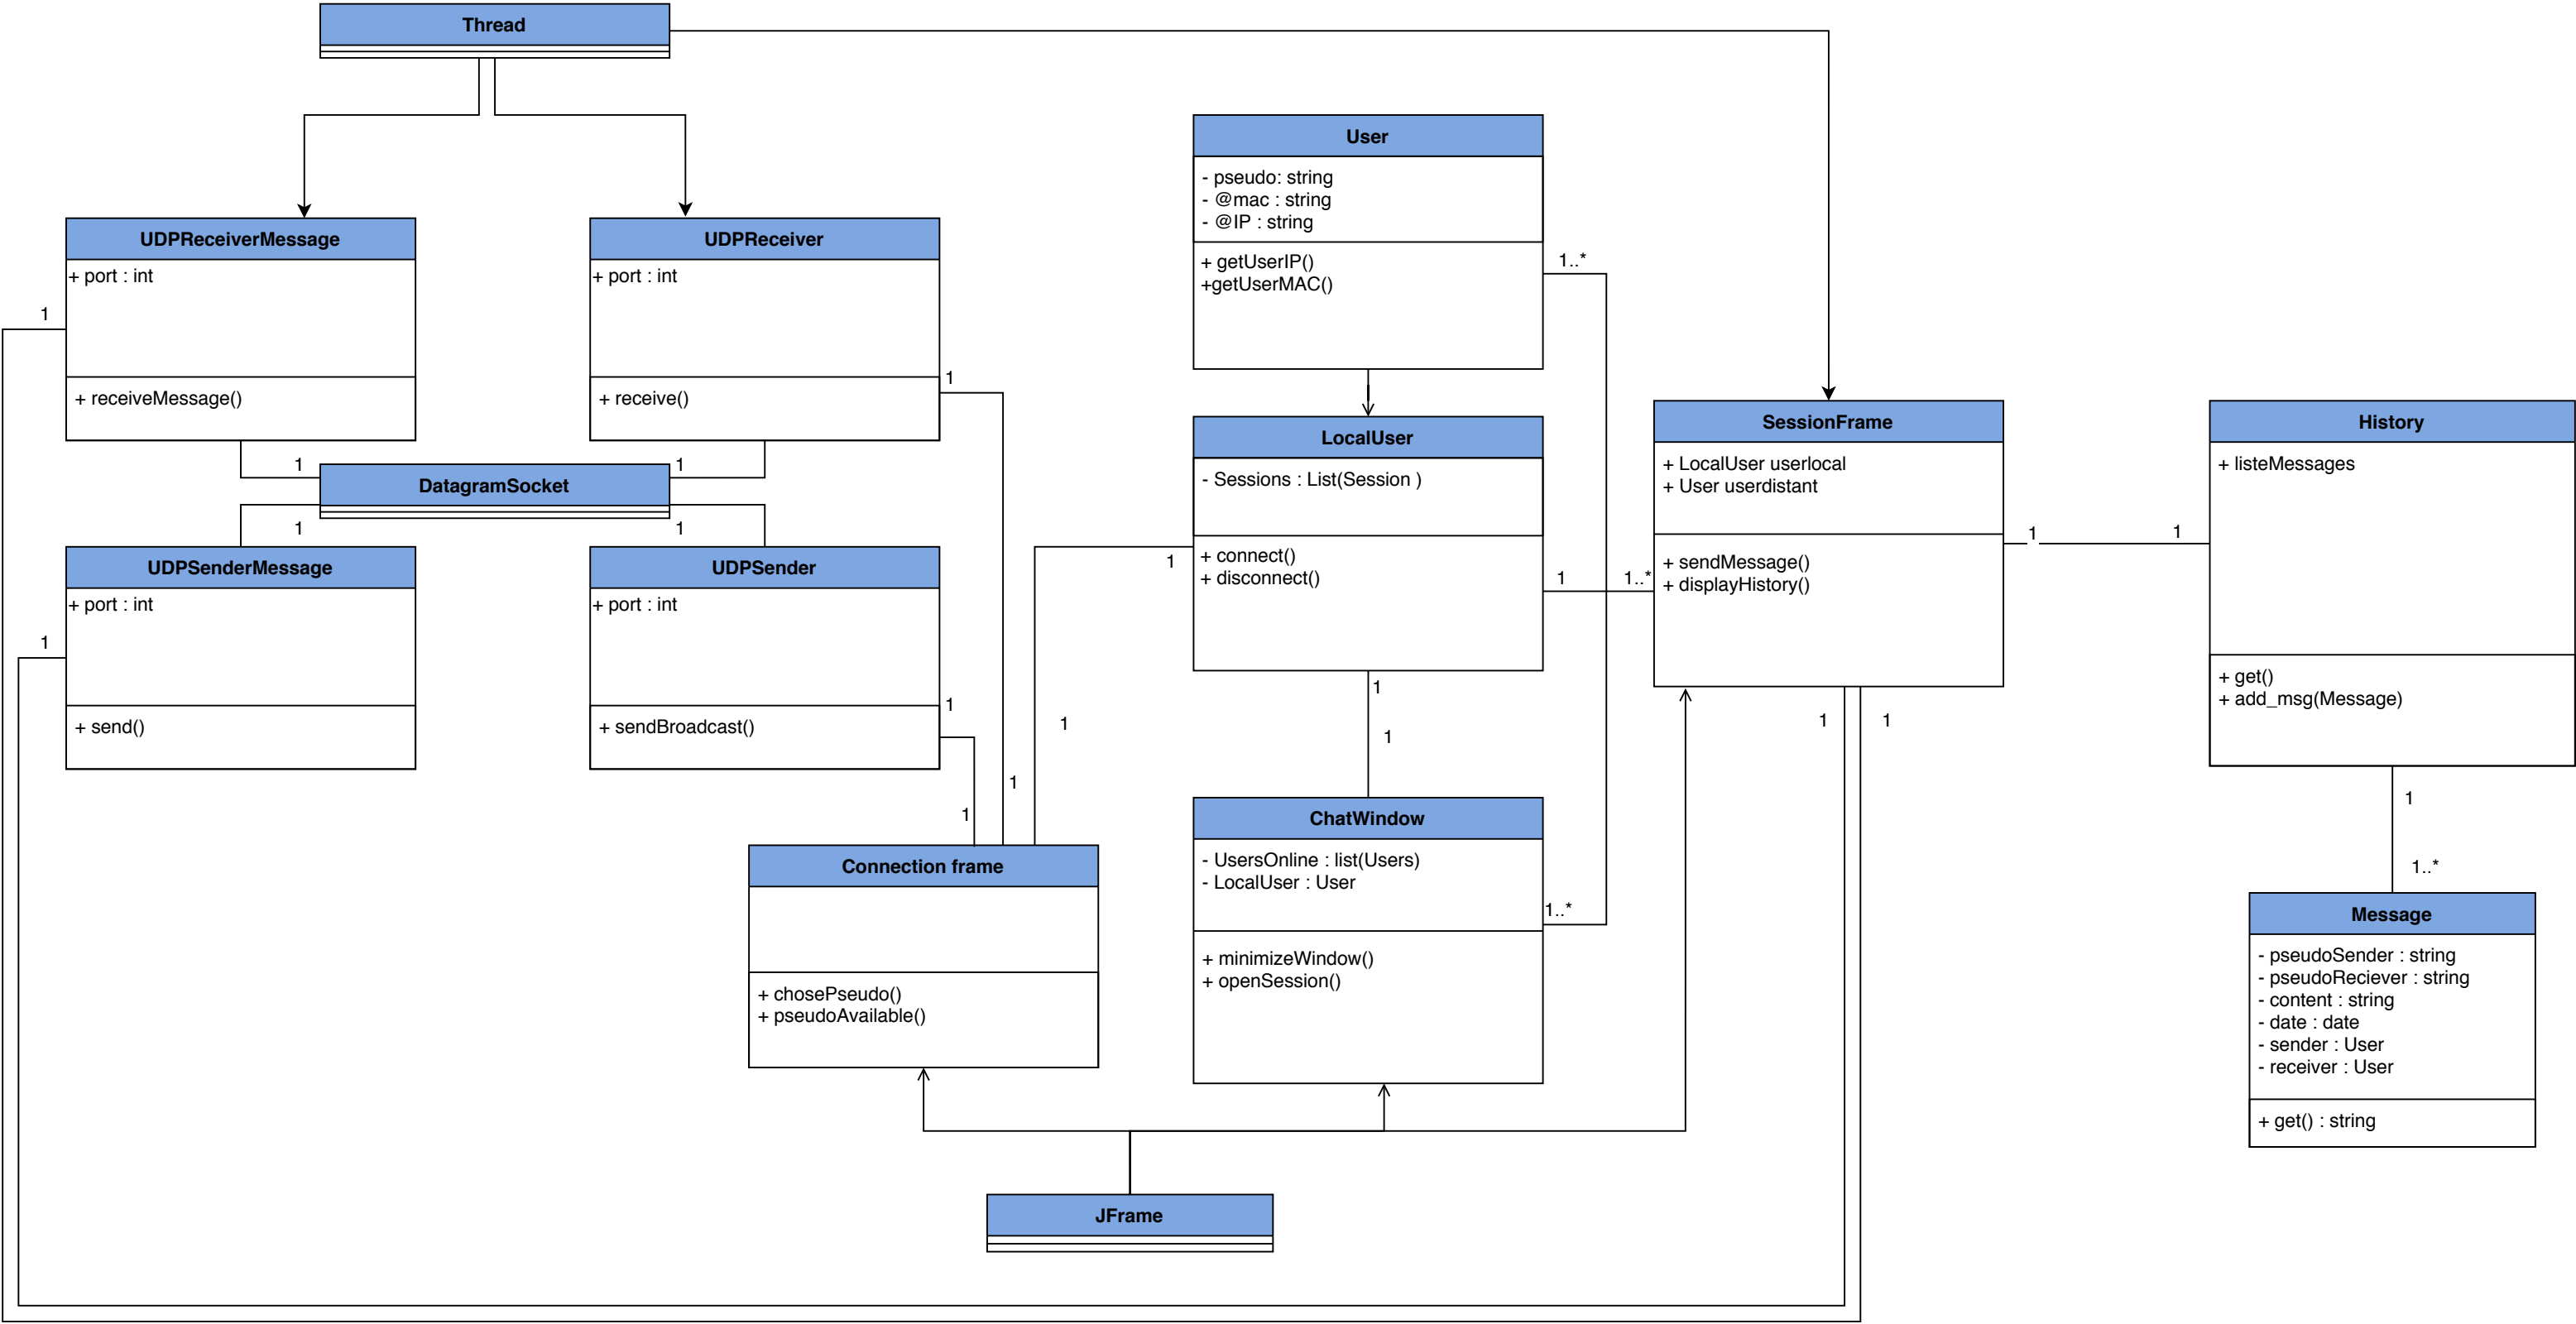 Thread
User
- pseudo: string
- @mac : string
- @IP : string
+ getUserIP()
+getUserMAC()
1..*
UDPReceiverMessage
+ port : int
+ receiveMessage()
1
UDPReceiver
+ port : int
+ receive()
1
1
1
DatagramSocket
1
1
UDPSenderMessage
+ port : int
+ send()
1
UDPSender
+ port : int
+ sendBroadcast()
1
1
1
1
1
LocalUser
- Sessions : List(Session )
+ connect()
+ disconnect()
1
1..*
1
1
SessionFrame
+ LocalUser userlocal
+ User userdistant
+ sendMessage()
+ displayHistory()
1
1
1
1
History
+ listeMessages
+ get()
+ add_msg(Message)
1
1..*
Connection frame
+ chosePseudo()
+ pseudoAvailable()
ChatWindow
- UsersOnline : list(Users)
- LocalUser : User
+ minimizeWindow()
+ openSession()
1..*
Message
- pseudoSender : string
- pseudoReciever : string
- content : string
- date : date
- sender : User
- receiver : User
+ get() : string
JFrame